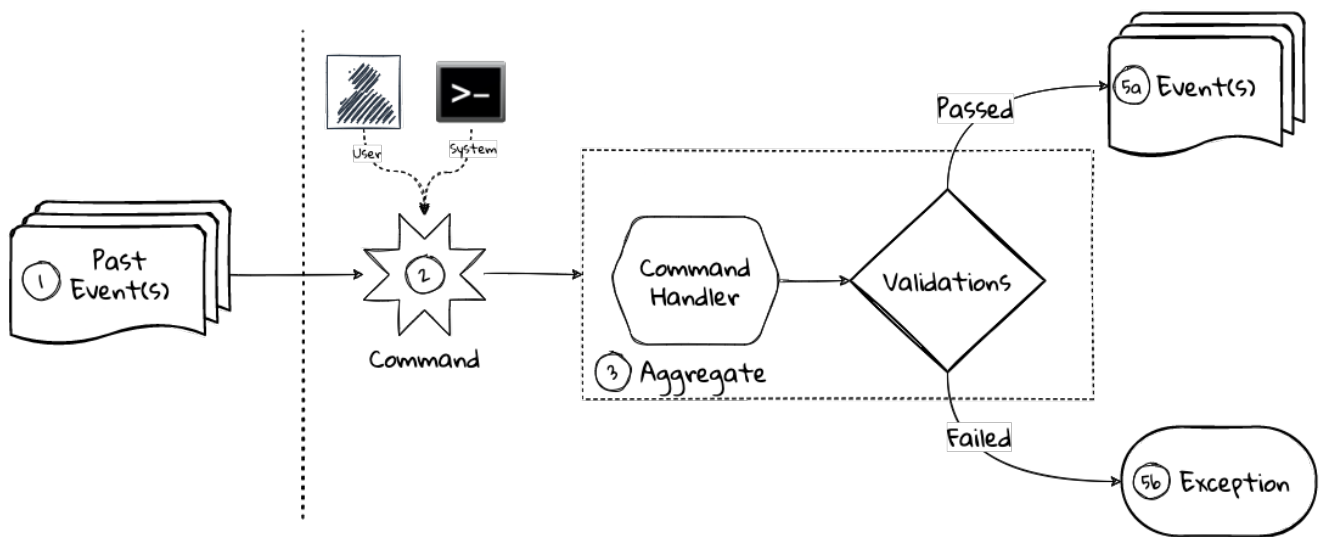 1
Past
Event(s)
User
System
>-
2
Command
Command
Handler
3 Aggregate
Validations
Passed
5a Event(s)
Failed
5b Exception